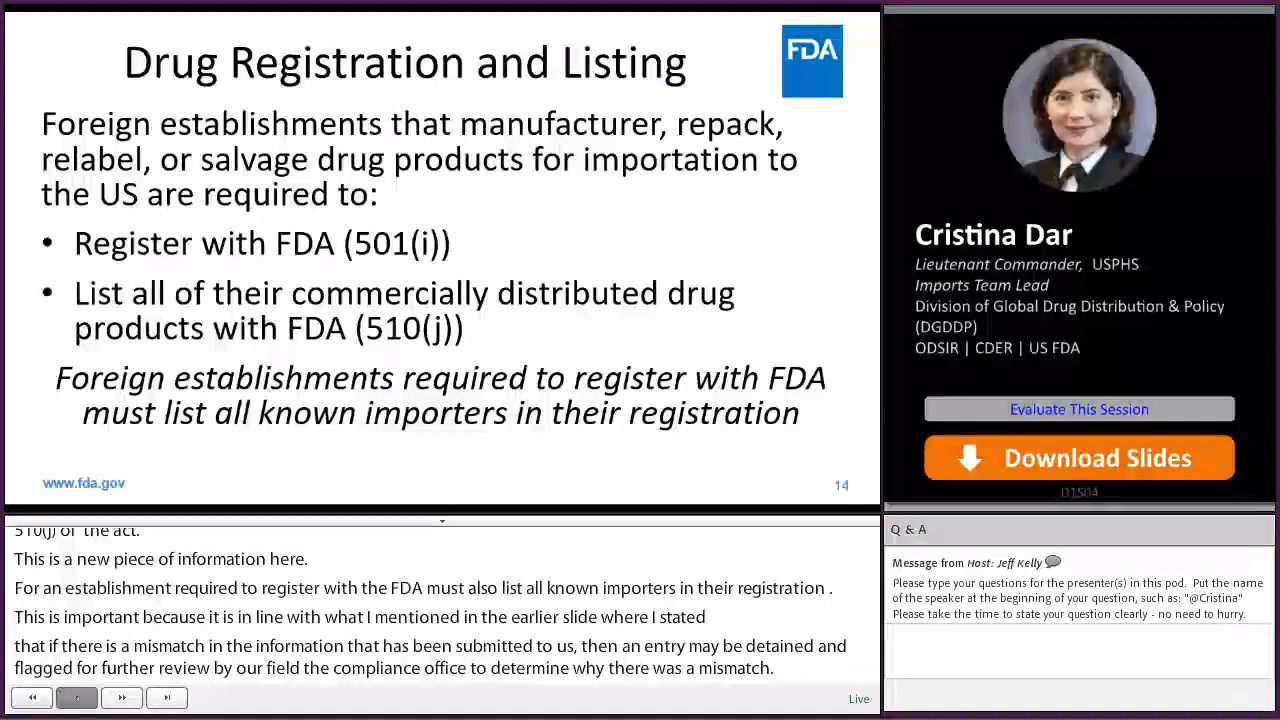 Drug Registration and Listing
FDA
Foreign establishments that manufacturer, repack,
relabel, or salvage drug products for importation to
the US are required to:
• Register with FDA (501(i))
• List all of their commercially distributed drug
products with FDA (510(j))
Foreign establishments required to register with FDA
must list all known importers in their registration
www.fda.gov
14
Cristina Dar
Lieutenant Commander, USPHS
Imports Team Lead
Division of Global Drug Distribution & Policy
(DGDDP)
ODSIR | CDER | US FDA
Evaluate This Session
Download Slides
D1S04
510(j) of the act.
This is a new piece of information here.
For an establishment required to register with the FDA must also list all known importers in their registration .
This is important because it is in line with what I mentioned in the earlier slide where I stated
that if there is a mismatch in the information that has been submitted to us, then an entry may be detained and
flagged for further review by our field the compliance office to determine why there was a mismatch.
Live
Q & A
Message from Host: Jeff Kelly
Please type your questions for the presenter(s) in this pod. Put the name
of the speaker at the beginning of your question, such as: "@Cristina"
Please take the time to state your question clearly - no need to hurry.